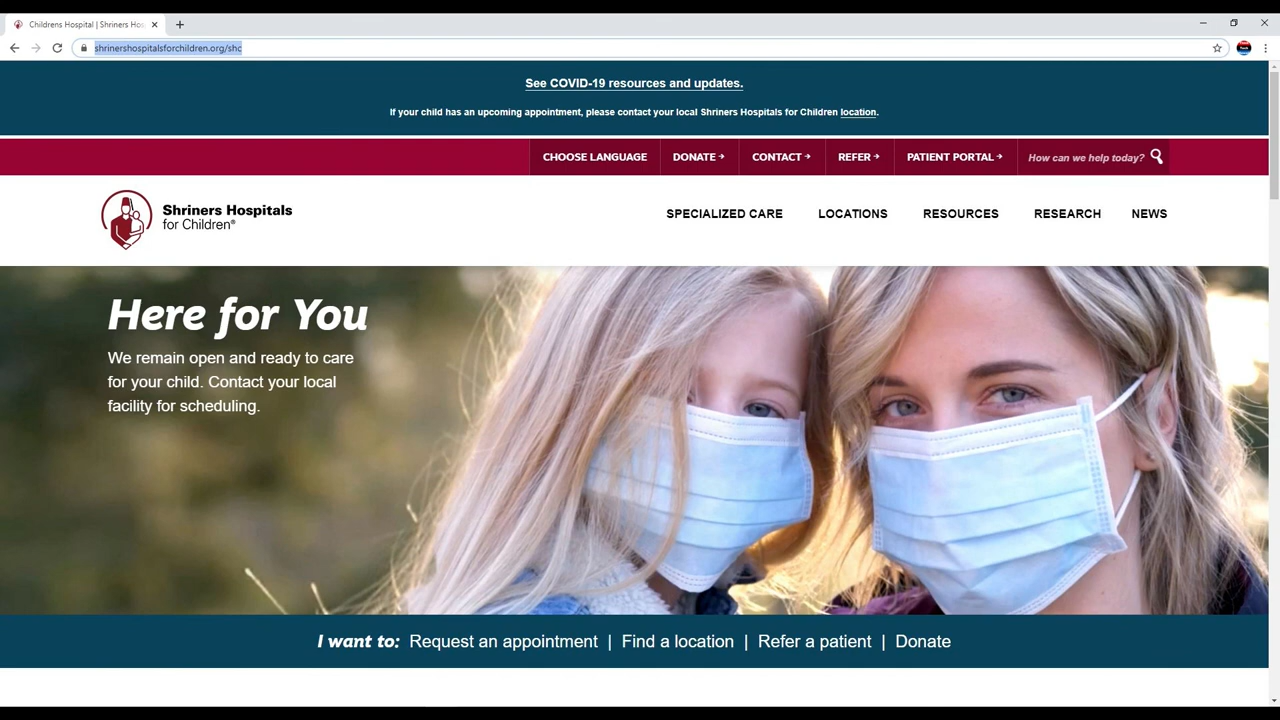 Childrens Hospital | Shriners Hos
shrinershospitalsforchildren.org/shc
See COVID-19 resources and updates.
If your child has an upcoming appointment, please contact your local Shriners Hospitals for Children location.
CHOOSE LANGUAGE DONATE CONTACT REFER PATIENT PORTAL How can we help today?
Shriners Hospitals
for Children®
SPECIALIZED CARE LOCATIONS RESOURCES RESEARCH NEWS
Here for You
We remain open and ready to care
for your child. Contact your local
facility for scheduling.
I want to: Request an appointment | Find a location | Refer a patient | Donate